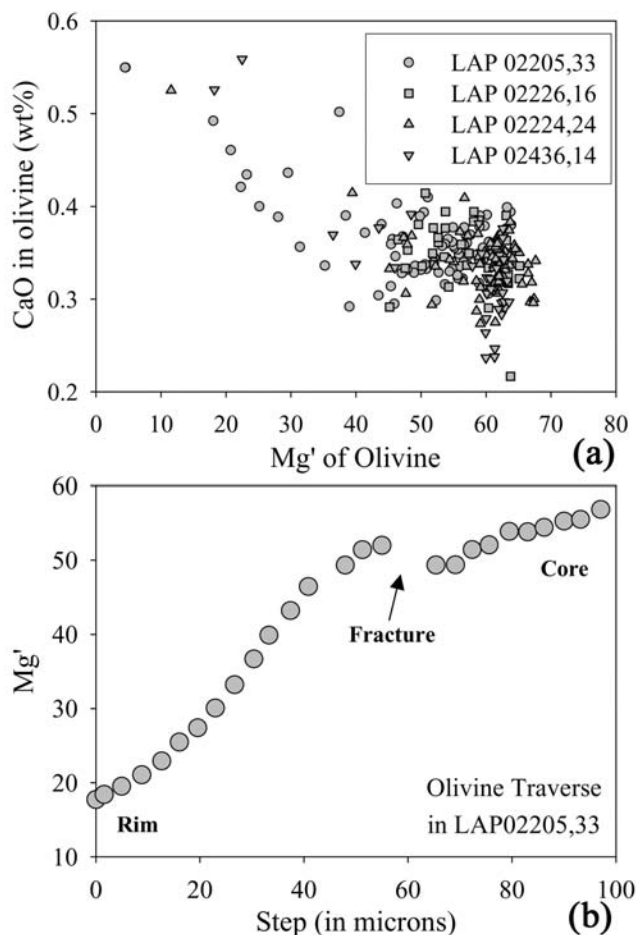 0.6
0.5
0.4
0.3
0.2
CaO in olivine (wt%)
LAP 02205,33
LAP 02226,16
LAP 02224,24
LAP 02436,14
0 10 20 30 40 50 60 70 80
Mg' of Olivine
(a)
60
50
40
30
20
10
Mg'
Core
Fracture
Rim
Olivine Traverse
in LAP02205,33
0 20 40 60 80 100
Step (in microns)
(b)